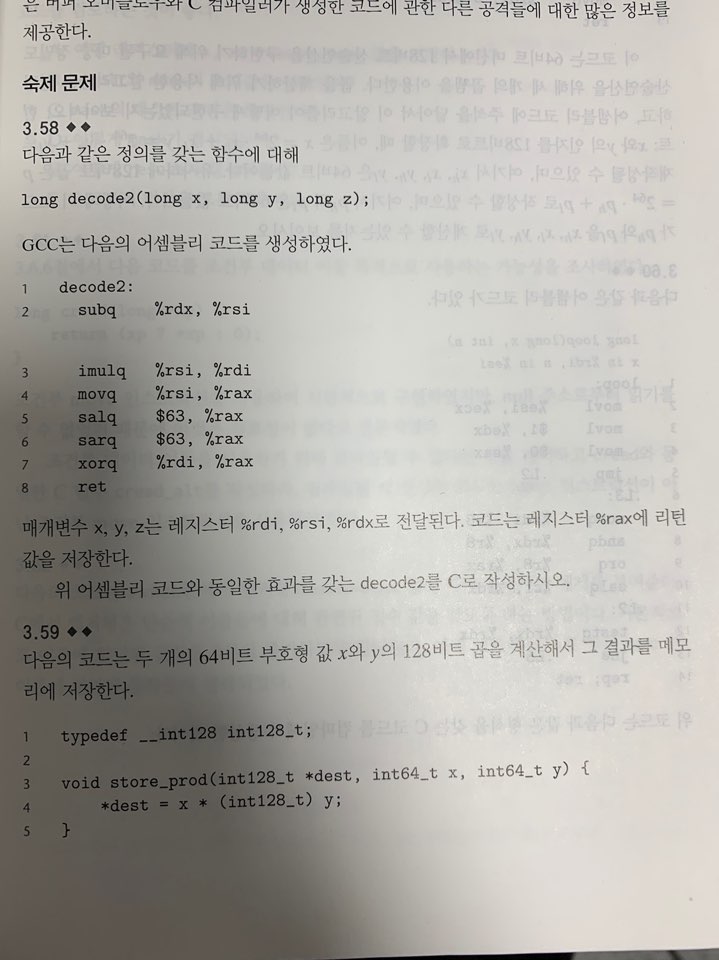 은 버퍼 오버플로우와 C 컴파일러가 생성한 코드에 관한 다른 공격들에 대한 많은 정보를
제공한다.
숙제 문제
3.58 ◆◆
다음과 같은 정의를 갖는 함수에 대해
long decode2(long x, long y, long z);
GCC는 다음의 어셈블리 코드를 생성하였다.
1 decode2:
2 subq %rdx, %rsi
3 imulq %rsi, %rdi
4 movq %rsi, %rax
5 salq $63, %rax
6 sarq $63, %rax
7 xorq %rdi, %rax
8 ret
매개변수 x, y, z는 레지스터 %rdi, %rsi, %rdx로 전달된다. 코드는 레지스터 %rax에 리턴
값을 저장한다.
위 어셈블리 코드와 동일한 효과를 갖는 decode2를 C로 작성하시오.
3.59 ◆◆
다음의 코드는 두 개의 64비트 부호형 값 x와 y의 128비트 곱을 계산해서 그 결과를 메모
리에 저장한다.
1 typedef __int128 int128_t;
2
3 void store_prod(int128_t *dest, int64_t x, int64_t y) {
4 *dest = x * (int128_t) y;
5 }